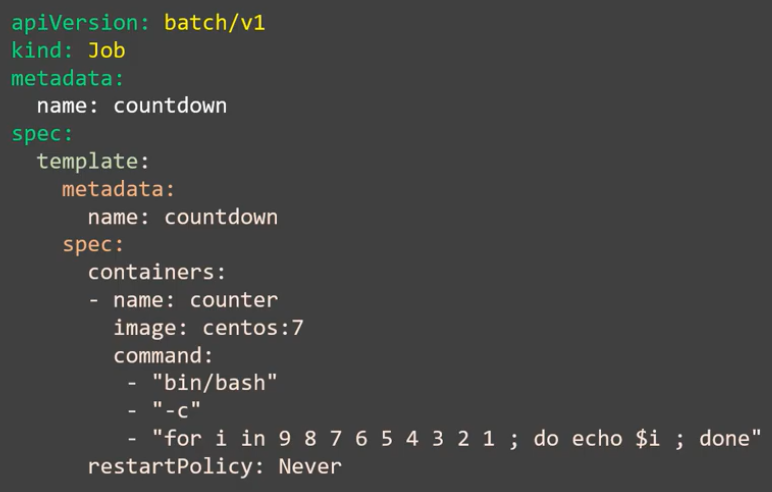 apiVersion: batch/v1
kind: Job
metadata:
  name: countdown
spec:
  template:
    metadata:
      name: countdown
    spec:
      containers:
      - name: counter
        image: centos:7
        command:
         - "bin/bash"
         - "-c"
         - "for i in 9 8 7 6 5 4 3 2 1 ; do echo $i ; done"
      restartPolicy: Never